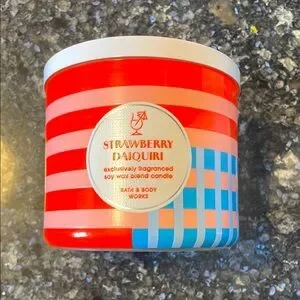 STRAWBERRY
DAIQUIRI
exclusively fragranced
soy wax blend candle
BATH & BODY
WORKS